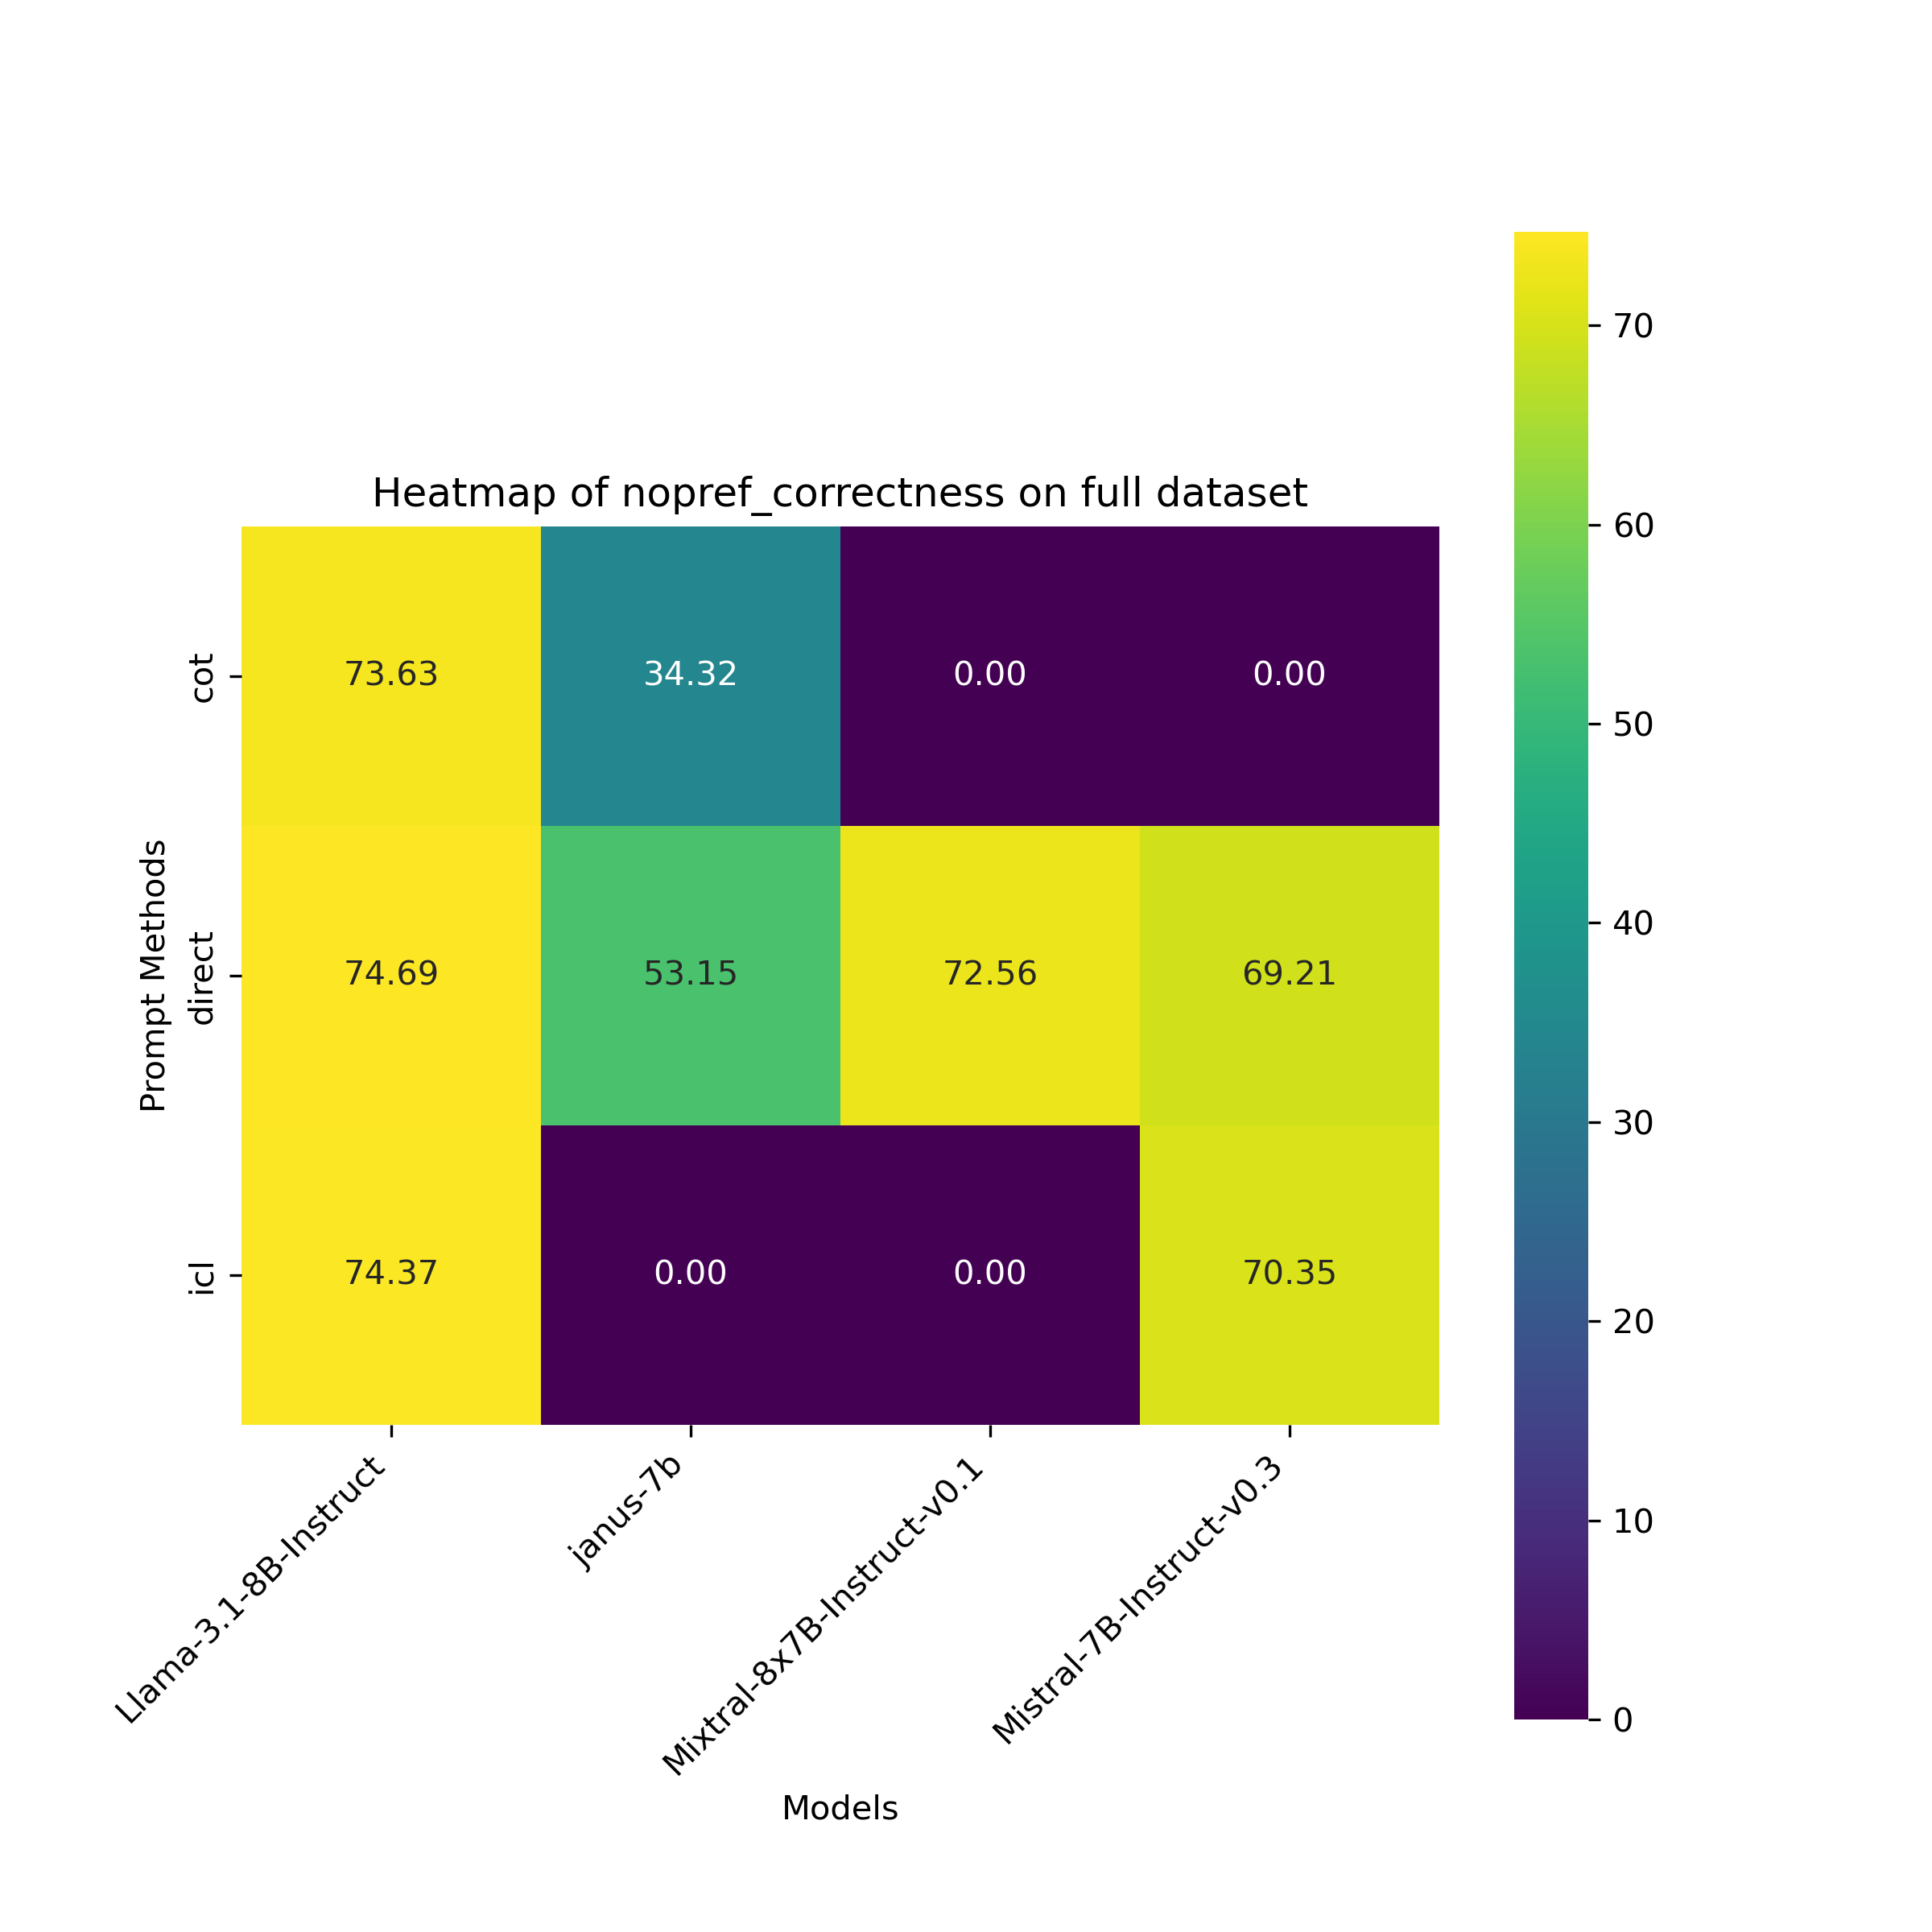 Heatmap of nopref_correctness on full dataset
Prompt Methods
cot
73.63 34.32 0.00 0.00
direct
74.69 53.15 72.56 69.21
icl
74.37 0.00 0.00 70.35
Llama-3.1-8B-Instruct
janus-7b
Mixtral-8x7B-Instruct-v0.1
Mistral-7B-Instruct-v0.3
Models
70
60
50
40
30
20
10
0